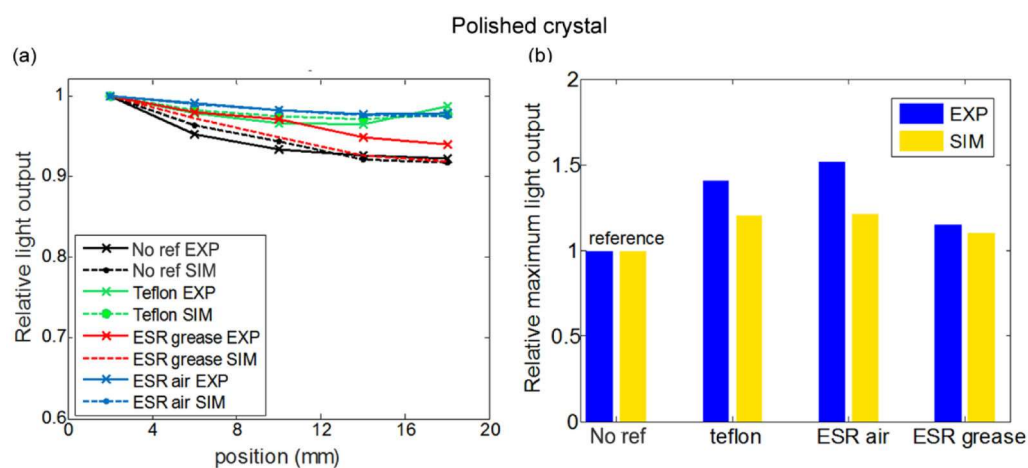 Polished crystal
(a)
Relative light output
1
0.9
0.8
0.7
0.6
0
4
8
12
16
20
position (mm)
No ref EXP
No ref SIM
Teflon EXP
Teflon SIM
ESR grease EXP
ESR grease SIM
ESR air EXP
ESR air SIM
(b)
Relative maximum light output
2
1.5
1
0.5
0
reference
EXP
SIM
No ref
teflon
ESR air
ESR grease